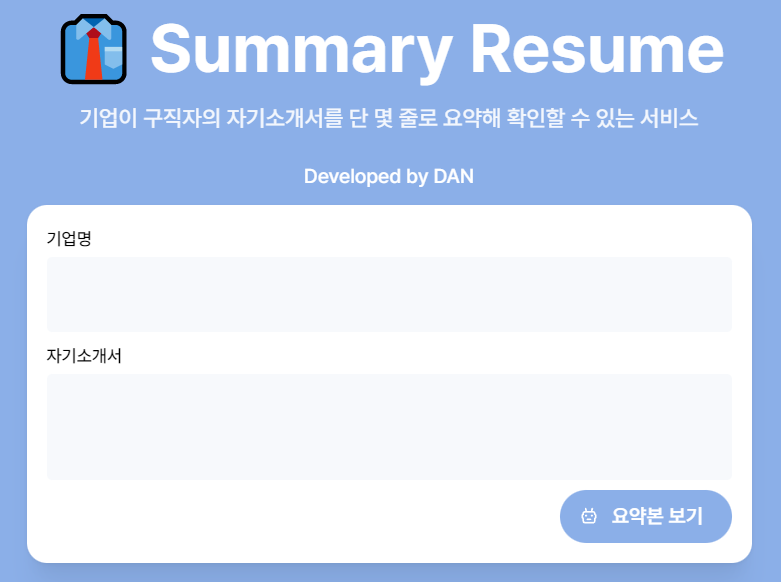 Summary Resume
기업이 구직자의 자기소개서를 단 몇 줄로 요약해 확인할 수 있는 서비스
Developed by DAN
기업명
자기소개서
요약본 보기